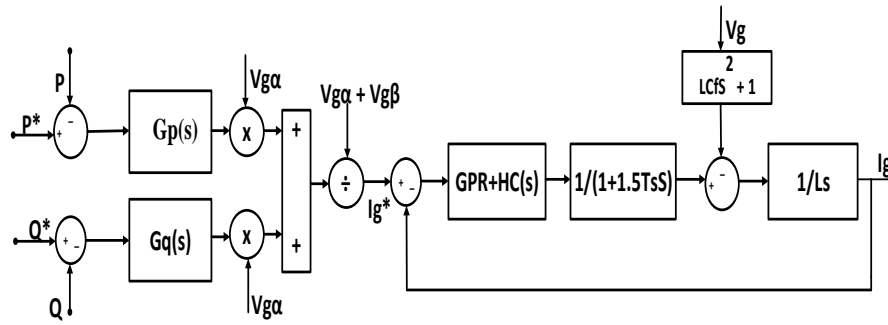 Vg
P
Vgα
Vgα + Vgβ
2
LCfS + 1
P*
+
−
Gp(s)
x
+
÷
Ig*
+
-
GPR+HC(s)
1/(1+1.5TsS)
+
−
1/Ls
Ig
Q*
+
-
Gq(s)
x
+
Q
Vgα